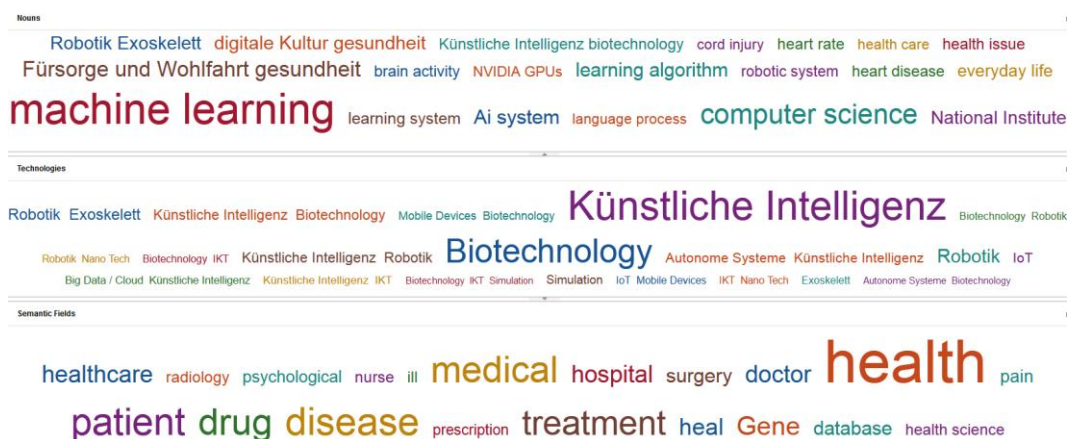 Nouns
Robotik Exoskelett digitale Kultur gesundheit Künstliche Intelligenz biotechnology cord injury heart rate health care health issue
Fürsorge und Wohlfahrt gesundheit brain activity NVIDIA GPUs learning algorithm robotic system heart disease everyday life
machine learning learning system Ai system language process computer science National Institute
Technologies
Robotik Exoskelett Künstliche Intelligenz Biotechnology Mobile Devices Biotechnology Künstliche Intelligenz Biotechnology Robotik
Robotik Nano Tech Biotechnology IKT Künstliche Intelligenz Robotik Biotechnology Autonome Systeme Künstliche Intelligenz Robotik IoT
Big Data / Cloud Künstliche Intelligenz Künstliche Intelligenz IKT Biotechnology IKT Simulation Simulation IoT Mobile Devices IKT Nano Tech Exoskelett Autonome Systeme Biotechnology
Semantic Fields
healthcare radiology psychological nurse ill medical hospital surgery doctor health pain
patient drug disease prescription treatment heal Gene database health science